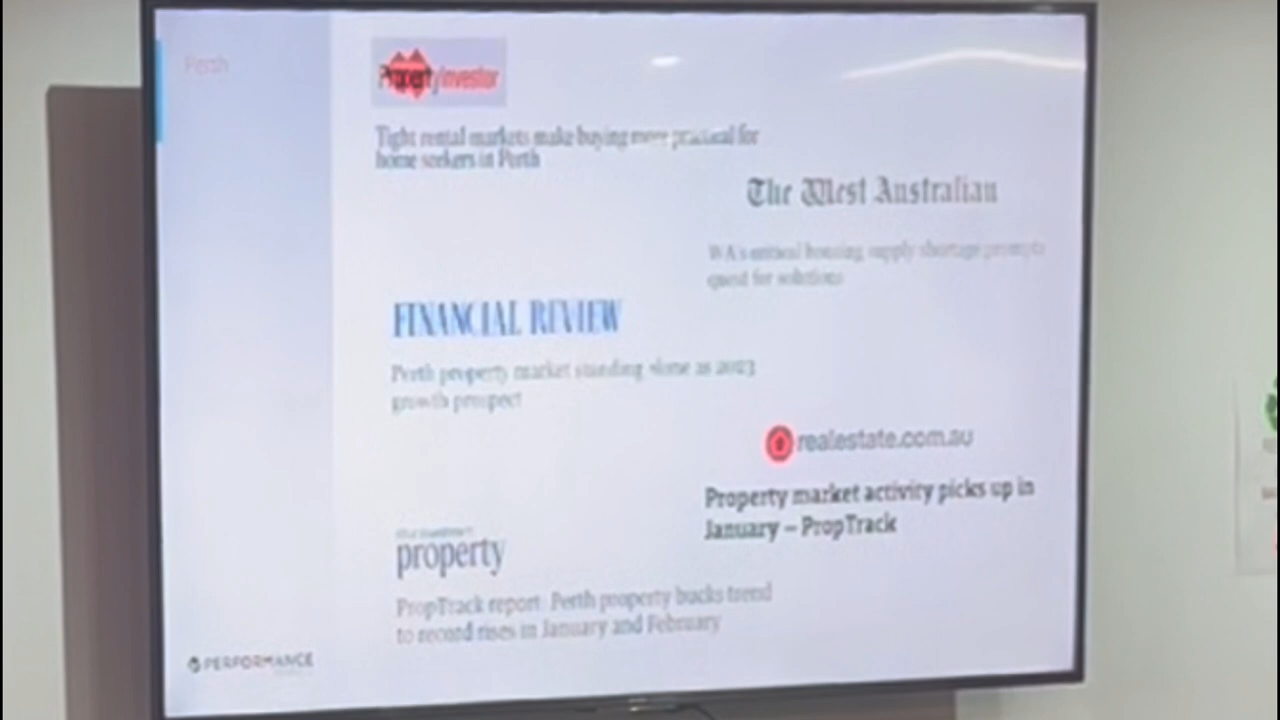 Perth
Property Investor
Tight rental markets make buying more practical for
home seekers in Perth
The West Australian
WA's critical housing supply shortage prompts
quest for solutions
FINANCIAL REVIEW
Perth property market standing alone as 2023
growth prospect
realestate.com.au
Property market activity picks up in
January – PropTrack
property
PropTrack report: Perth property bucks trend
to record rises in January and February
PERFORMANCE